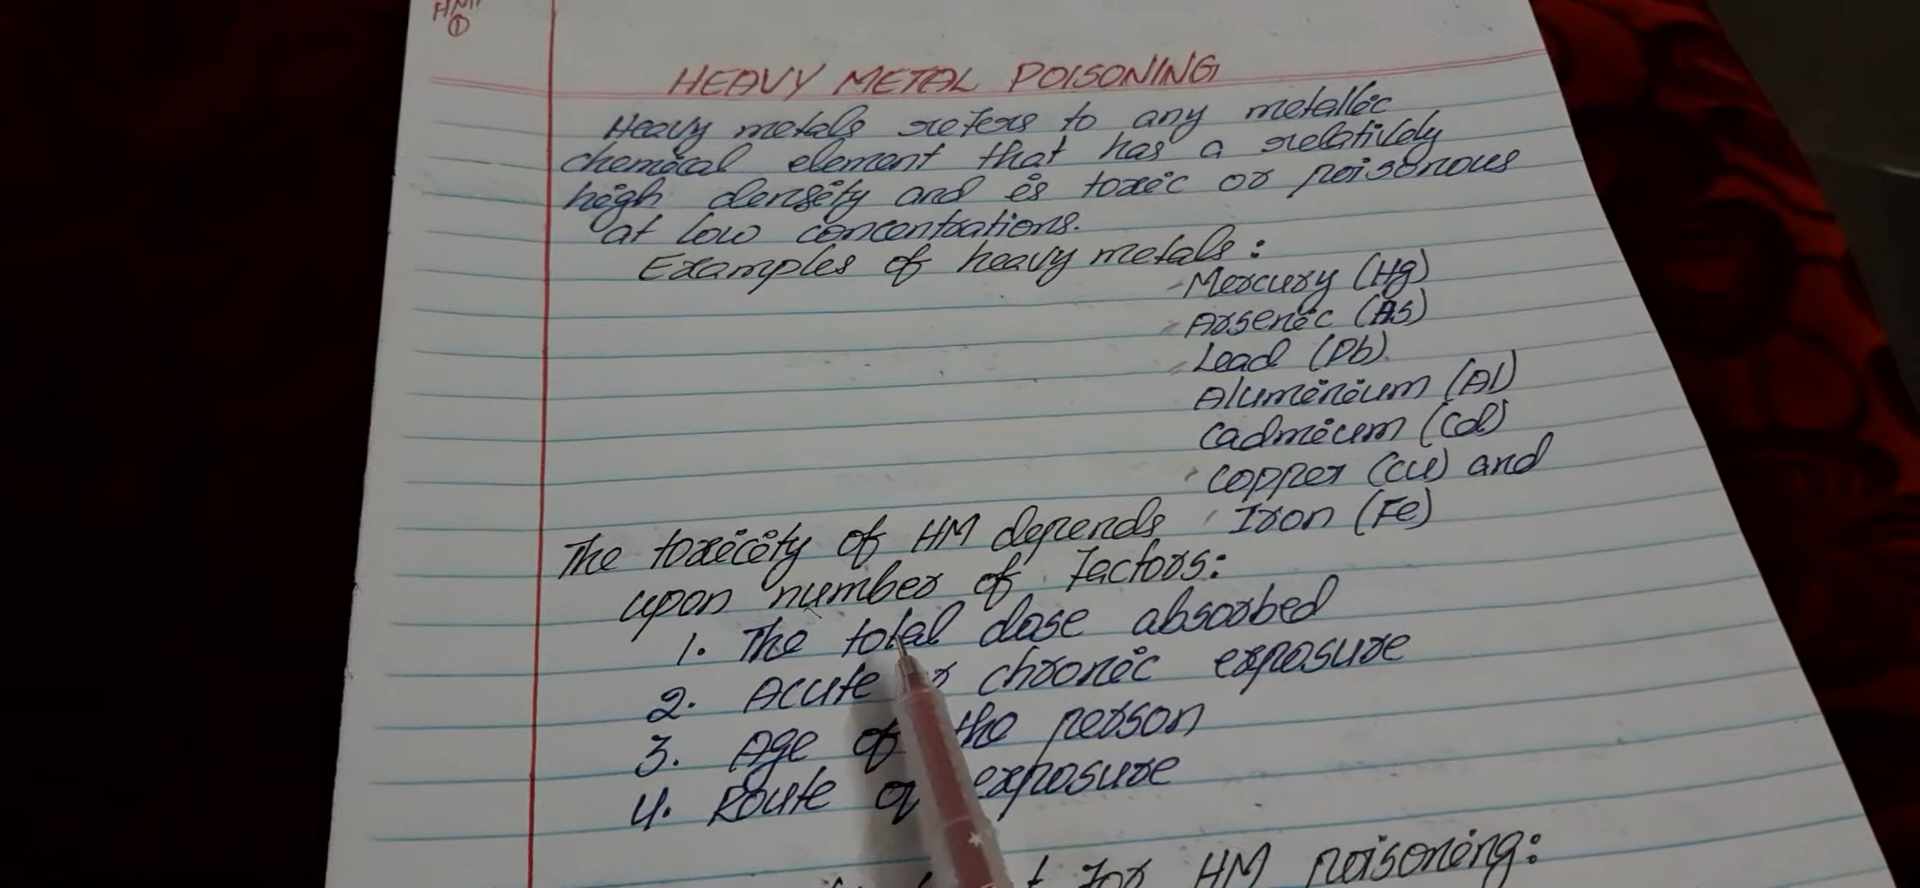 HM
1
HEAVY METAL POISONING
Heavy metals refers to any metallic
chemical element that has a relatively
high density and is toxic or poisonous
at low concentrations.
Examples of heavy metals:
- Mercury (Hg)
- Arsenic (As)
- Lead (Pb)
Aluminium (Al)
Cadmium (Cd)
Copper (Cu) and
Iron (Fe)
The toxicity of HM depends
upon number of factors:
1. The total dose absorbed
2. Acute chronic exposure
3. Age of the person
4. Route exposure
for HM poisoning: